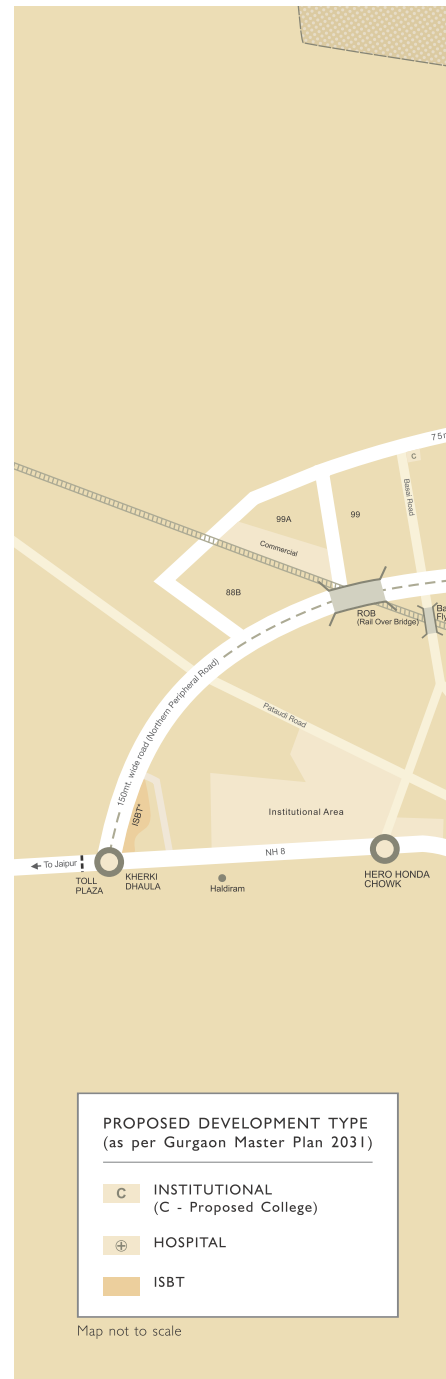 75m
C
Basai Road
99A
99
Commercial
88B
ROB
(Rail Over Bridge)
150mt. wide road (Northern Peripheral Road)
Pataudi Road
ISBT*
Institutional Area
NH 8
To Jaipur
TOLL
PLAZA
KHERKI
DHAULA
Haldiram
HERO HONDA
CHOWK
PROPOSED DEVELOPMENT TYPE
(as per Gurgaon Master Plan 2031)
C
INSTITUTIONAL
(C - Proposed College)
HOSPITAL
ISBT
Map not to scale